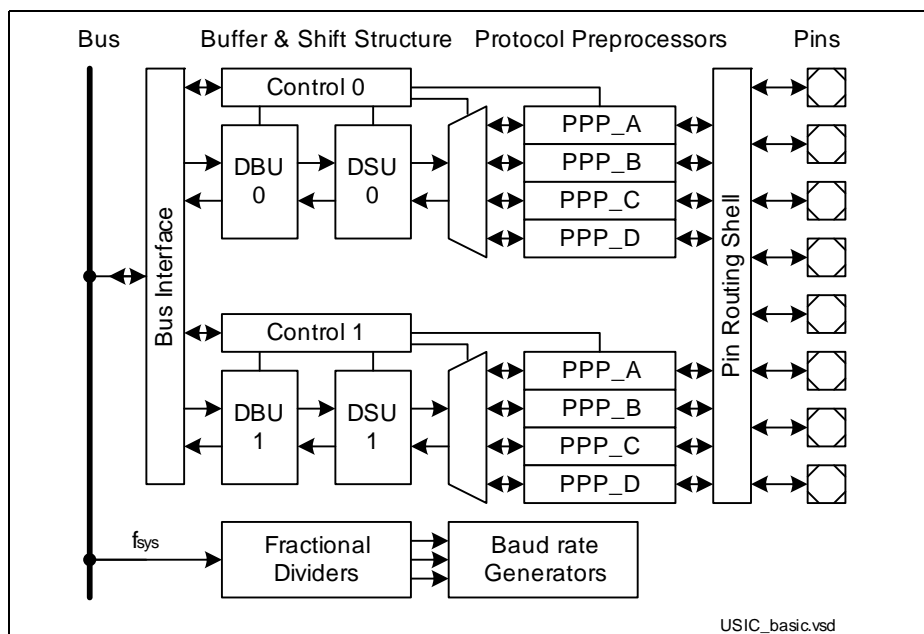 Bus
Buffer & Shift Structure
Protocol Preprocessors
Pins
Control 0
DBU
0
DSU
0
PPP_A
PPP_B
PPP_C
PPP_D
Bus Interface
Pin Routing Shell
Control 1
DBU
1
DSU
1
PPP_A
PPP_B
PPP_C
PPP_D
fsys
Fractional
Dividers
Baud rate
Generators
USIC_basic.vsd